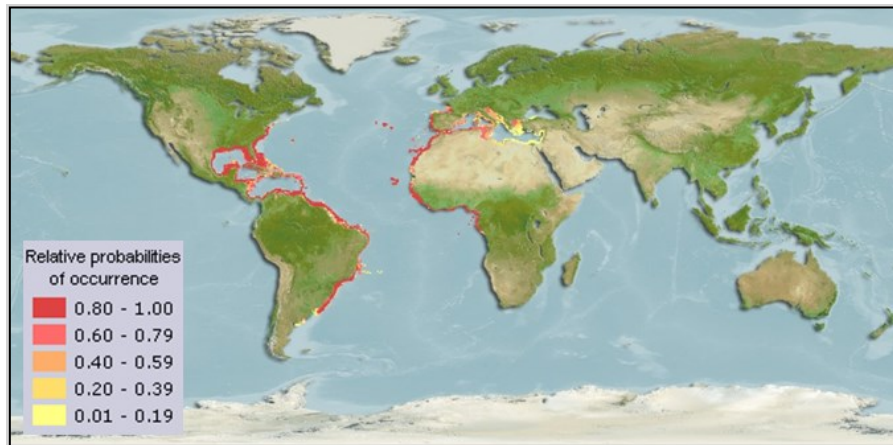 Relative probabilities
of occurrence
0.80 - 1.00
0.60 - 0.79
0.40 - 0.59
0.20 - 0.39
0.01 - 0.19